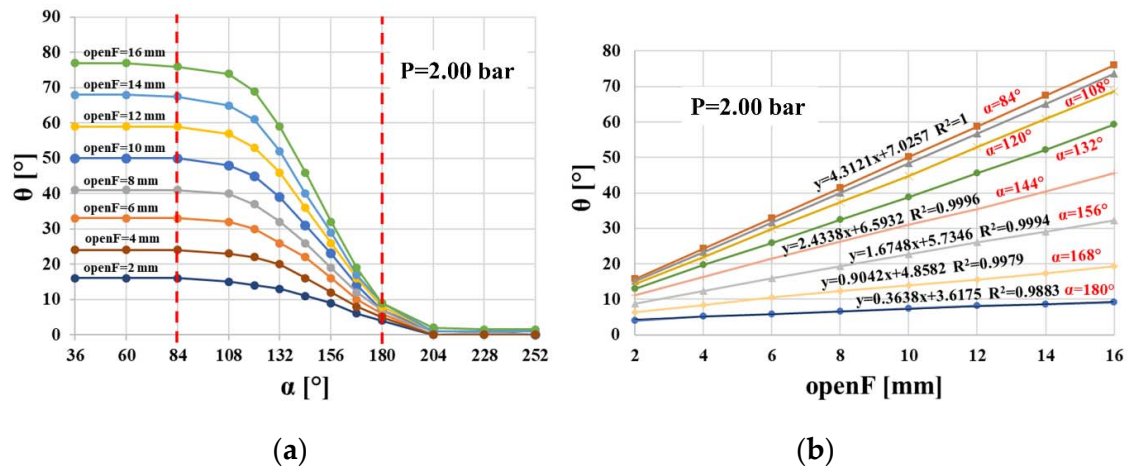 90
80
70
60
50
40
30
20
10
0
θ [°]
openF=16 mm
openF=14 mm
openF=12 mm
openF=10 mm
openF=8 mm
openF=6 mm
openF=4 mm
openF=2 mm
P=2.00 bar
36 60 84 108 132 156 180 204 228 252
α [°]
(a)
80
70
60
50
40
30
20
10
0
θ [°]
P=2.00 bar
y=4.3121x+7.0257 R²=1
α=84°
α=108°
α=120°
α=132°
y=2.4338x+6.5932 R²=0.9996
α=144°
y=1.6748x+5.7346 R²=0.9994
α=156°
y=0.9042x+4.8582 R²=0.9979
α=168°
y=0.3638x+3.6175 R²=0.9883
α=180°
2 4 6 8 10 12 14 16
openF [mm]
(b)